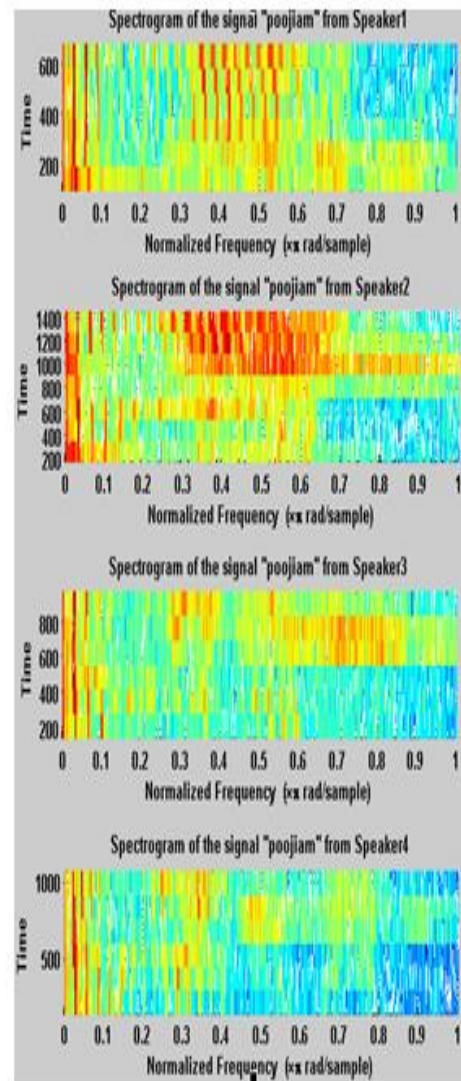 Spectrogram of the signal "poojiam" from Speaker1
Time
600
400
200
0 0.1 0.2 0.3 0.4 0.5 0.6 0.7 0.8 0.9 1
Normalized Frequency (×π rad/sample)
Spectrogram of the signal "poojiam" from Speaker2
Time
1400
1200
1000
800
600
400
200
0 0.1 0.2 0.3 0.4 0.5 0.6 0.7 0.8 0.9 1
Normalized Frequency (×π rad/sample)
Spectrogram of the signal "poojiam" from Speaker3
Time
800
600
400
200
0 0.1 0.2 0.3 0.4 0.5 0.6 0.7 0.8 0.9 1
Normalized Frequency (×π rad/sample)
Spectrogram of the signal "poojiam" from Speaker4
Time
1000
500
0 0.1 0.2 0.3 0.4 0.5 0.6 0.7 0.8 0.9 1
Normalized Frequency (×π rad/sample)